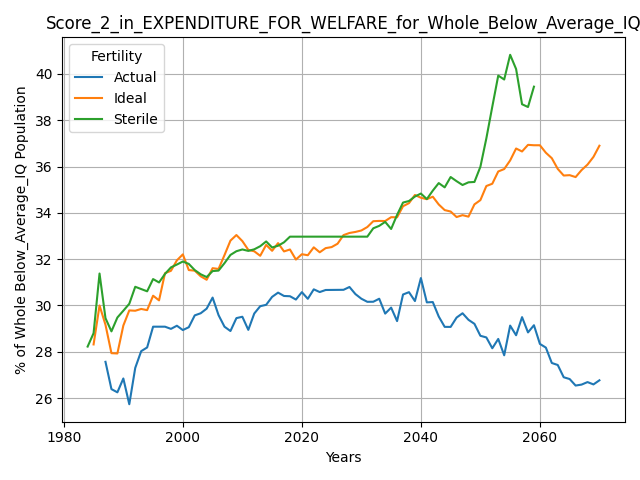 Score_2_in_EXPENDITURE_FOR_WELFARE_for_Whole_Below_Average_IQ
Fertility
Actual
Ideal
Sterile
% of Whole Below_Average_IQ Population
40
38
36
34
32
30
28
26
1980
2000
2020
2040
2060
Years